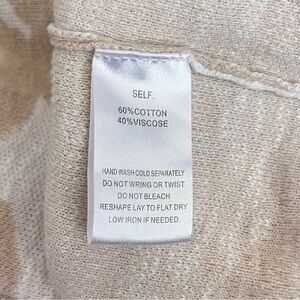 SELF:
60%COTTON
40%VISCOSE
HAND WASH COLD SEPARATELY
DO NOT WRING OR TWIST
DO NOT BLEACH
RESHAPE LAY TO FLAT DRY
LOW IRON IF NEEDED